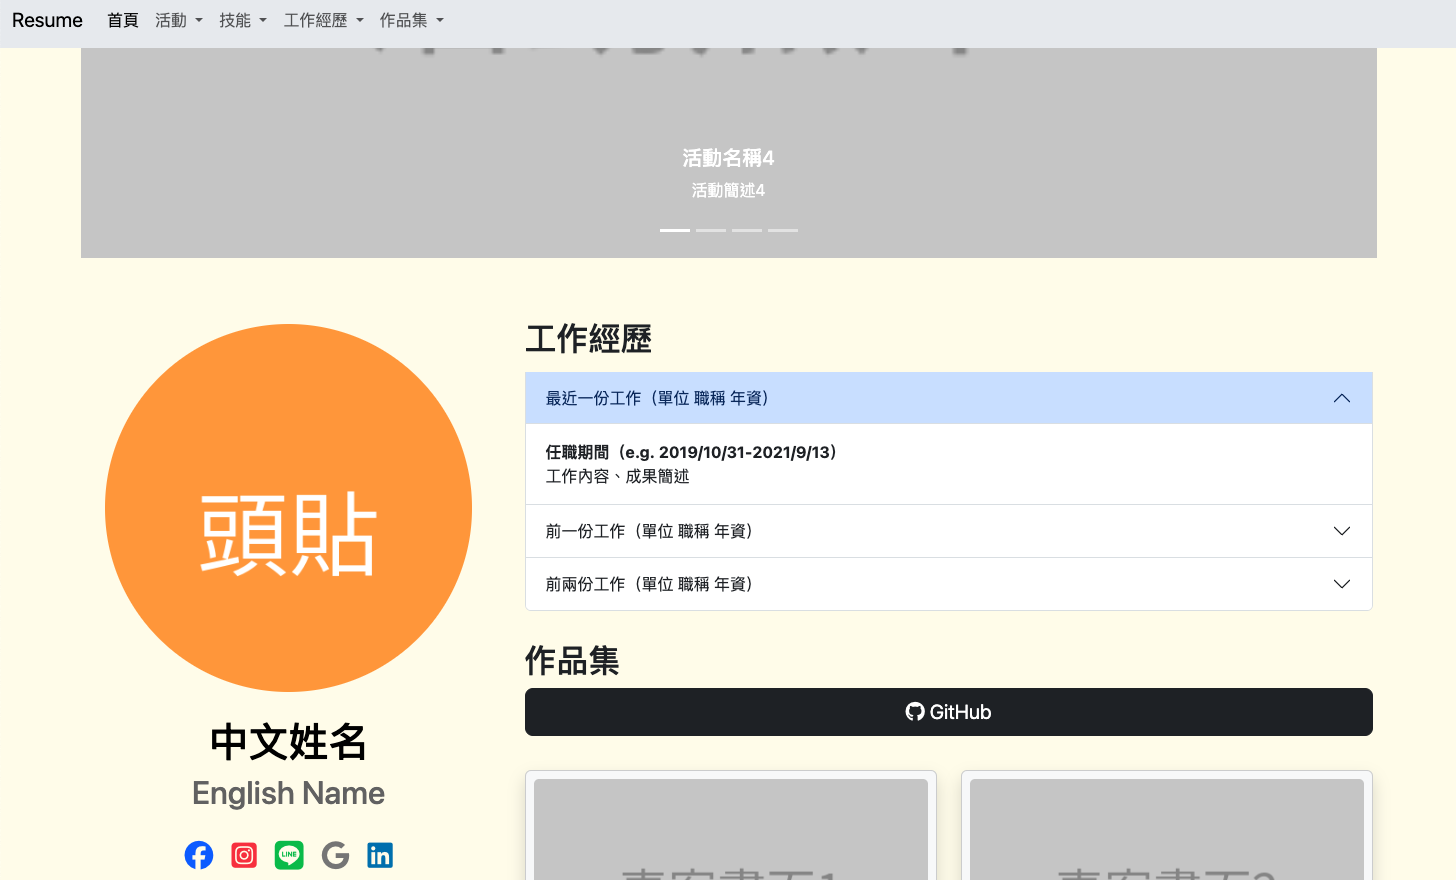 Resume 首頁 活動 技能 工作經歷 作品集
活動名稱4
活動簡述4
頭貼
中文姓名
English Name
LINE
工作經歷
最近一份工作（單位 職稱 年資）
任職期間（e.g. 2019/10/31-2021/9/13）
工作內容、成果簡述
前一份工作（單位 職稱 年資）
前兩份工作（單位 職稱 年資）
作品集
GitHub